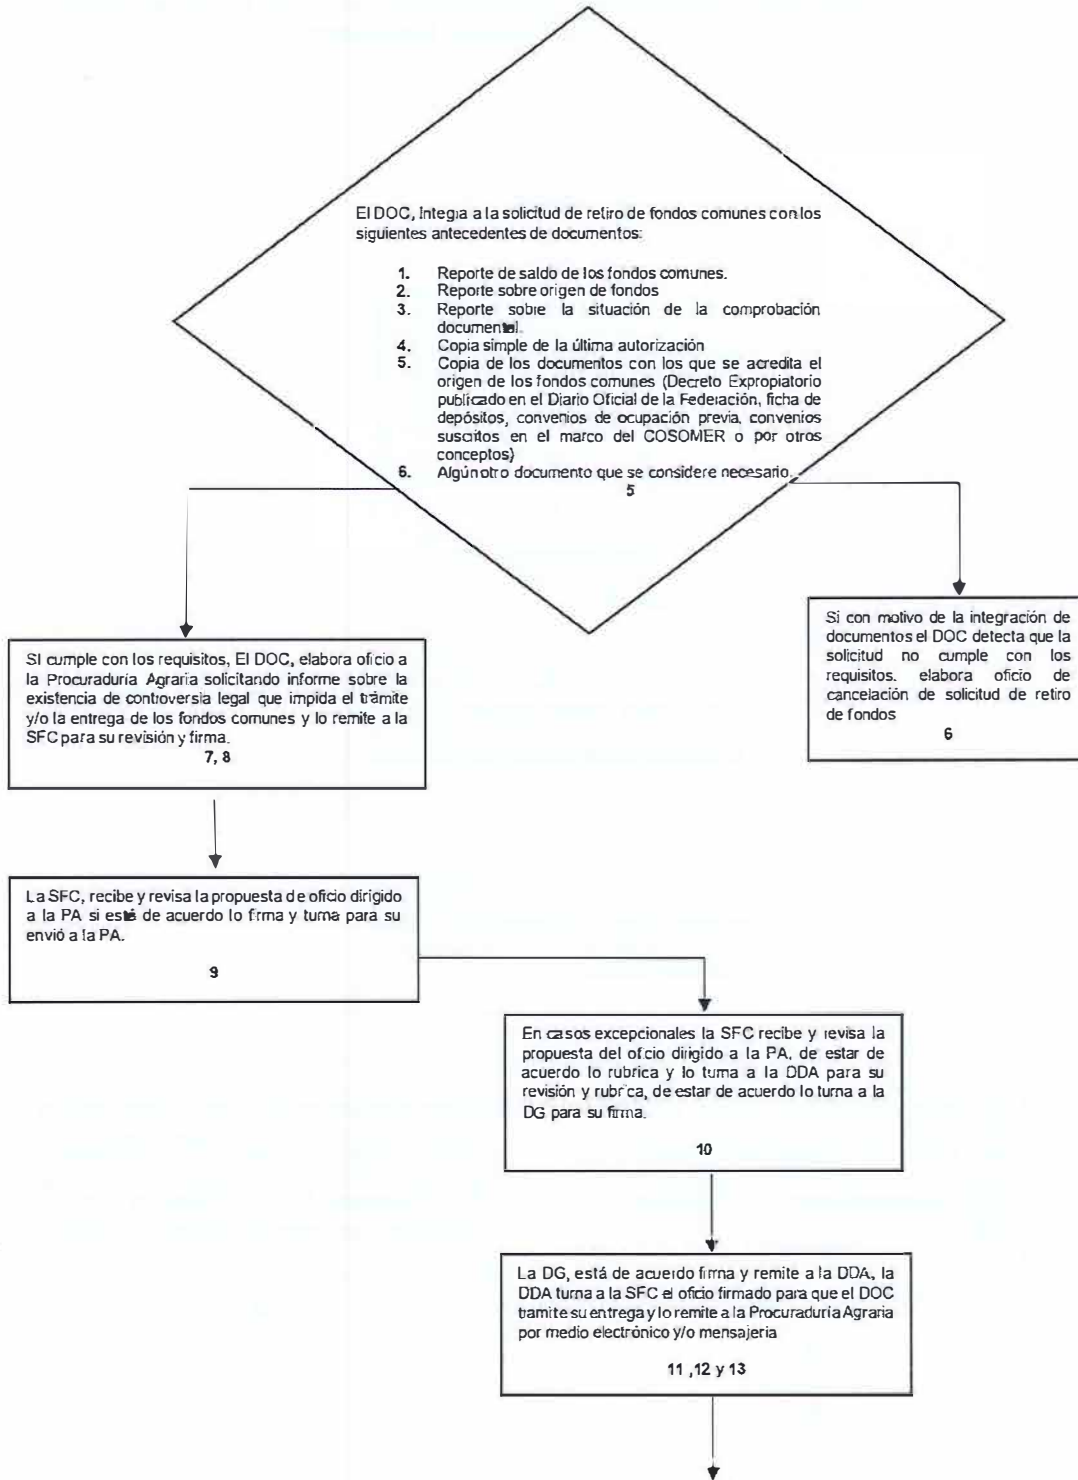 El DOC, Integra a la solicitud de retiro de fondos comunes con los
siguientes antecedentes de documentos:
1. Reporte de saldo de los fondos comunes.
2. Reporte sobre origen de fondos
3. Reporte sobre la situación de la comprobación
documental.
4. Copia simple de la última autorización
5. Copia de los documentos con los que se acredita el
origen de los fondos comunes (Decreto Expropiatorio
publicado en el Diario Oficial de la Federación, ficha de
depósitos, convenios de ocupación previa, convenios
suscritos en el marco del COSOMER o por otros
conceptos)
6. Algún otro documento que se considere necesario.
5
Si con motivo de la integración de
documentos el DOC detecta que la
solicitud no cumple con los
requisitos. elabora oficio de
cancelación de solicitud de retiro
de fondos
6
SI cumple con los requisitos, El DOC, elabora oficio a
la Procuraduría Agraria solicitando informe sobre la
existencia de controversia legal que impida el trámite
y/o la entrega de los fondos comunes y lo remite a la
SFC para su revisión y firma.
7, 8
La SFC, recibe y revisa la propuesta de oficio dirigido
a la PA si está de acuerdo lo firma y turna para su
envió a la PA.
9
En casos excepcionales la SFC recibe y revisa la
propuesta del oficio dirigido a la PA, de estar de
acuerdo lo rubrica y lo turna a la DDA para su
revisión y rubrica, de estar de acuerdo lo turna a la
DG para su firma.
10
La DG, está de acuerdo firma y remite a la DDA, la
DDA turna a la SFC el oficio firmado para que el DOC
tramite su entrega y lo remite a la Procuraduría Agraria
por medio electrónico y/o mensajería
11 ,12 y 13